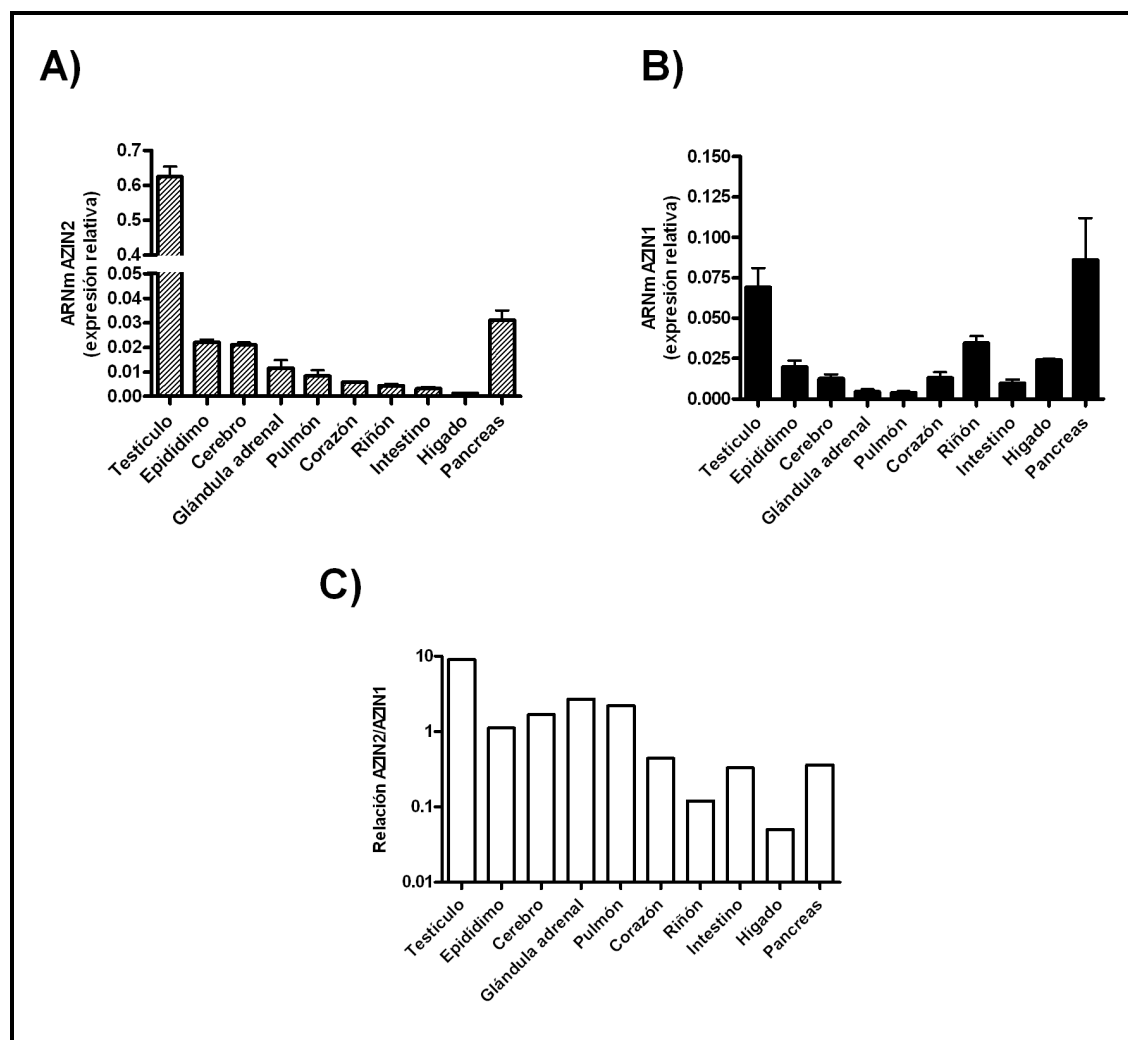 A)
ARNm AZIN2
(expresión relativa)
0.7
0.6
0.5
0.4
0.05
0.04
0.03
0.02
0.01
0.00
Testículo
Epidídimo
Cerebro
Glándula adrenal
Pulmón
Corazón
Riñón
Intestino
Hígado
Pancreas
B)
ARNm AZIN1
(expresión relativa)
0.150
0.125
0.100
0.075
0.050
0.025
0.000
Testículo
Epidídimo
Cerebro
Glándula adrenal
Pulmón
Corazón
Riñón
Intestino
Hígado
Pancreas
C)
Relación AZIN2/AZIN1
10
1
0.1
0.01
Testículo
Epidídimo
Cerebro
Glándula adrenal
Pulmón
Corazón
Riñón
Intestino
Hígado
Pancreas